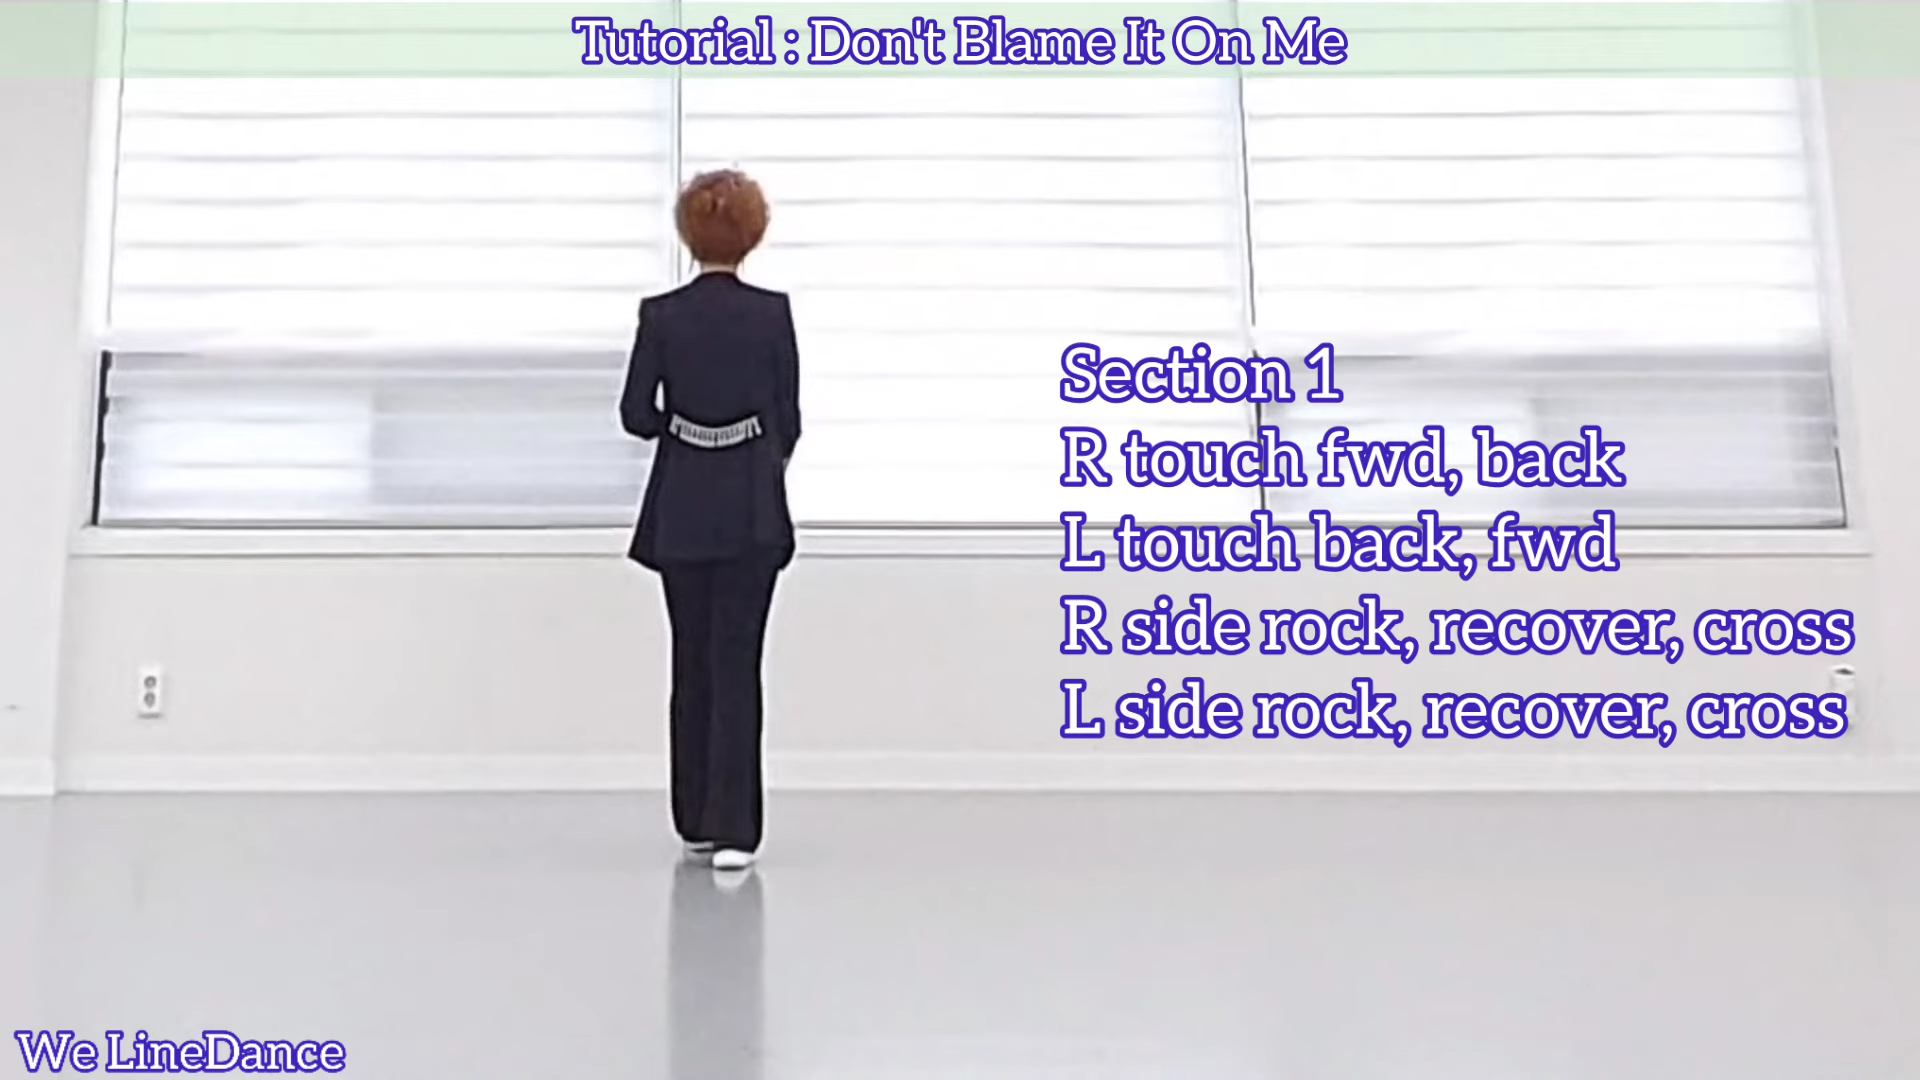 Tutorial : Don't Blame It On Me
Section 1
R touch fwd, back
L touch back, fwd
R side rock, recover, cross
L side rock, recover, cross
We LineDance